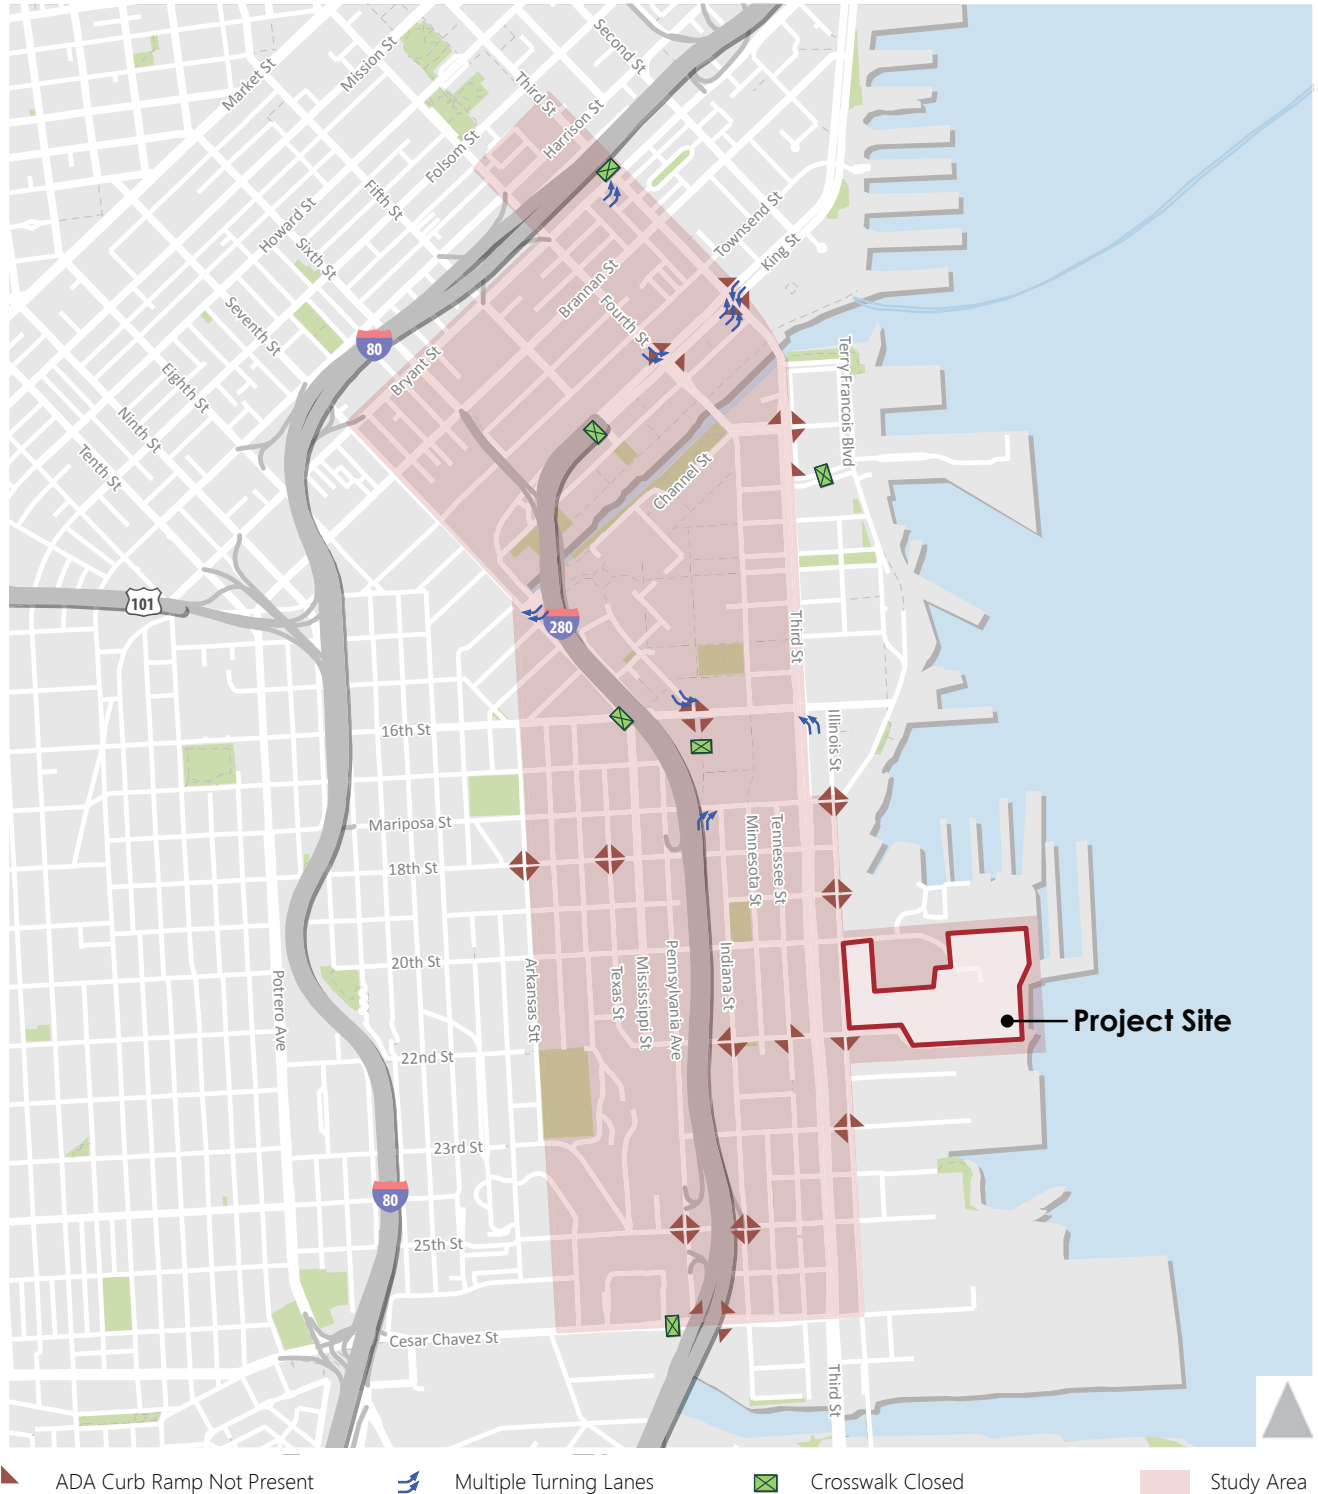 Second St
Mission St
Market St
Third St
Harrison St
Folsom St
Fifth St
Howard St
Sixth St
Townsend St
King St
Brannan St
Fourth St
Seventh St
80
Terry Francois Blvd
Bryant St
Eighth St
Ninth St
Tenth St
Channel St
101
280
Third St
Illinois St
16th St
Mariposa St
18th St
Minnesota St
Tennessee St
20th St
Potrero Ave
Arkansas Stt
Texas St
Mississippi St
Pennsylvania Ave
Indiana St
Project Site
22nd St
23rd St
80
25th St
Cesar Chavez St
Third St
ADA Curb Ramp Not Present
Multiple Turning Lanes
Crosswalk Closed
Study Area